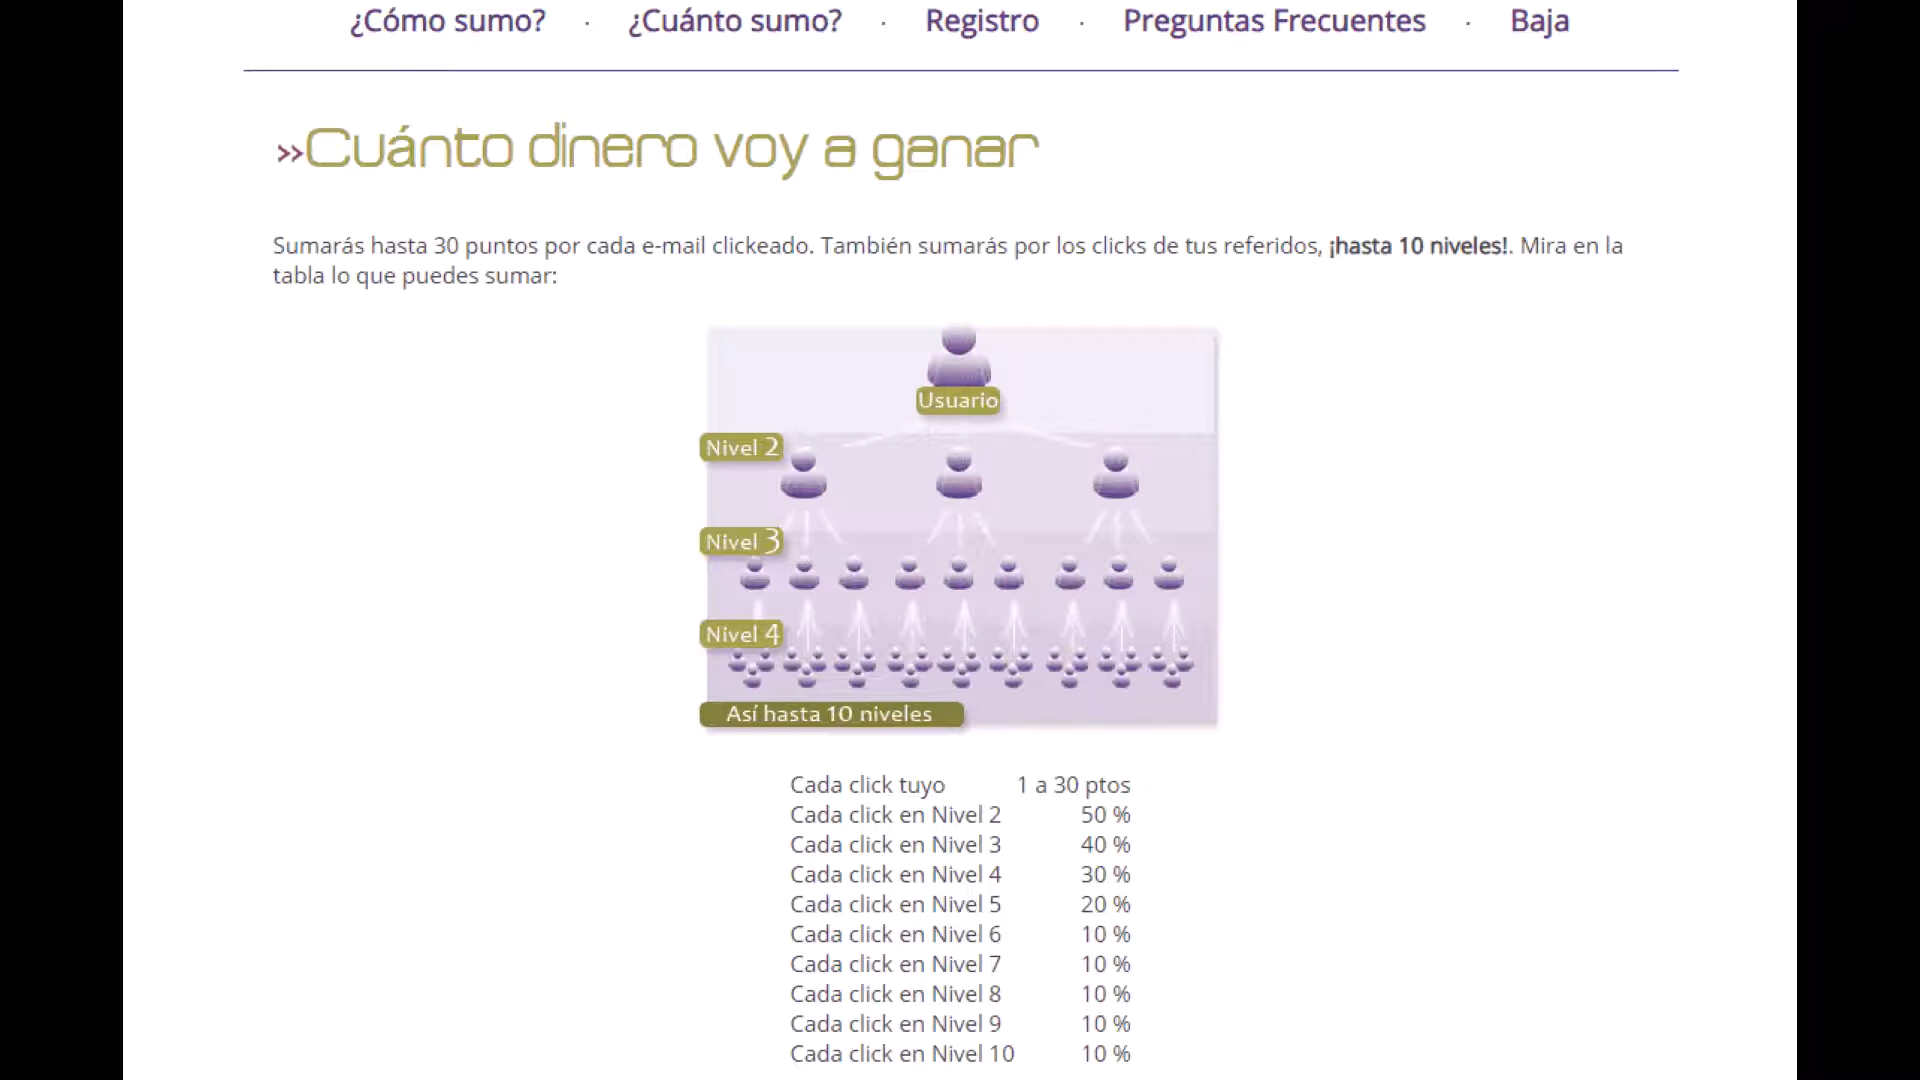 ¿Cómo sumo? · ¿Cuánto sumo? · Registro · Preguntas Frecuentes · Baja
››Cuánto dinero voy a ganar
Sumarás hasta 30 puntos por cada e-mail clickeado. También sumarás por los clicks de tus referidos, ¡hasta 10 niveles!. Mira en la
tabla lo que puedes sumar:
Usuario
Nivel 2
Nivel 3
Nivel 4
Así hasta 10 niveles
Cada click tuyo 1 a 30 ptos
Cada click en Nivel 2 50 %
Cada click en Nivel 3 40 %
Cada click en Nivel 4 30 %
Cada click en Nivel 5 20 %
Cada click en Nivel 6 10 %
Cada click en Nivel 7 10 %
Cada click en Nivel 8 10 %
Cada click en Nivel 9 10 %
Cada click en Nivel 10 10 %